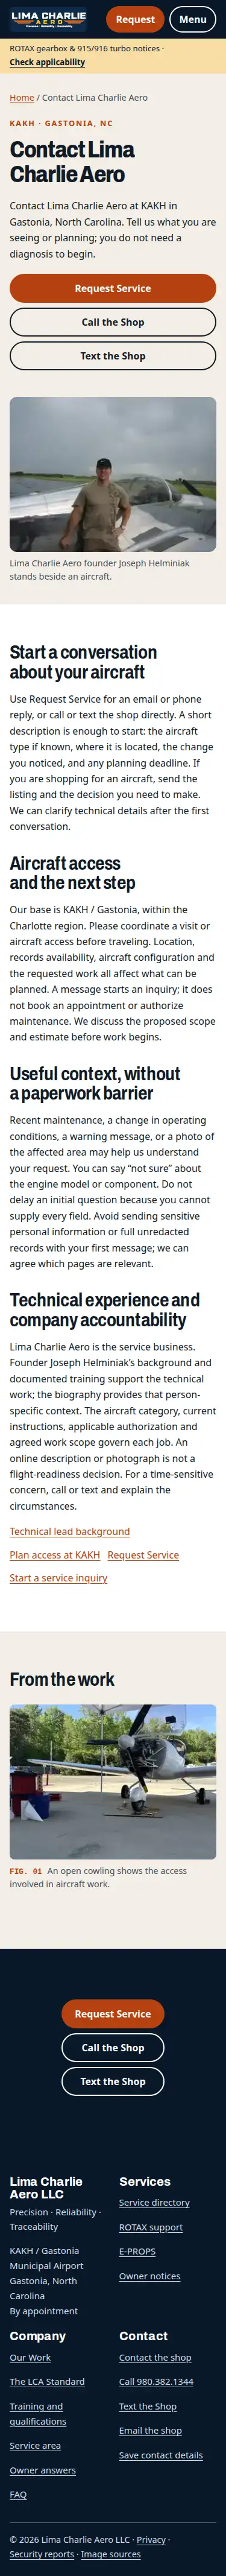 LIMA CHARLIE
AERO
Request
Menu
ROTAX gearbox & 915/916 turbo notices ·
Check applicability
Home / Contact Lima Charlie Aero
KAKH · GASTONIA, NC
Contact Lima
Charlie Aero
Contact Lima Charlie Aero at KAKH in
Gastonia, North Carolina. Tell us what you are
seeing or planning; you do not need a
diagnosis to begin.
Request Service
Call the Shop
Text the Shop
Lima Charlie Aero founder Joseph Helminiak
stands beside an aircraft.
Start a conversation
about your aircraft
Use Request Service for an email or phone
reply, or call or text the shop directly. A short
description is enough to start: the aircraft
type if known, where it is located, the change
you noticed, and any planning deadline. If
you are shopping for an aircraft, send the
listing and the decision you need to make.
We can clarify technical details after the first
conversation.
Aircraft access
and the next step
Our base is KAKH / Gastonia, within the
Charlotte region. Please coordinate a visit or
aircraft access before traveling. Location,
records availability, aircraft configuration and
the requested work all affect what can be
planned. A message starts an inquiry; it does
not book an appointment or authorize
maintenance. We discuss the proposed scope
and estimate before work begins.
Useful context, without
a paperwork barrier
Recent maintenance, a change in operating
conditions, a warning message, or a photo of
the affected area may help us understand
your request. You can say “not sure” about
the engine model or component. Do not
delay an initial question because you cannot
supply every field. Avoid sending sensitive
personal information or full unredacted
records with your first message; we can
agree which pages are relevant.
Technical experience and
company accountability
Lima Charlie Aero is the service business.
Founder Joseph Helminiak’s background and
documented training support the technical
work; the biography provides that person-
specific context. The aircraft category, current
instructions, applicable authorization and
agreed work scope govern each job. An
online description or photograph is not a
flight-readiness decision. For a time-sensitive
concern, call or text and explain the
circumstances.
Technical lead background
Plan access at KAKH Request Service
Start a service inquiry
From the work
FIG. 01 An open cowling shows the access
involved in aircraft work.
Request Service
Call the Shop
Text the Shop
Lima Charlie
Aero LLC
Precision · Reliability ·
Traceability
KAKH / Gastonia
Municipal Airport
Gastonia, North
Carolina
By appointment
Services
Service directory
ROTAX support
E-PROPS
Owner notices
Company
Our Work
The LCA Standard
Training and
qualifications
Service area
Owner answers
FAQ
Contact
Contact the shop
Call 980.382.1344
Text the Shop
Email the shop
Save contact details
© 2026 Lima Charlie Aero LLC · Privacy ·
Security reports · Image sources